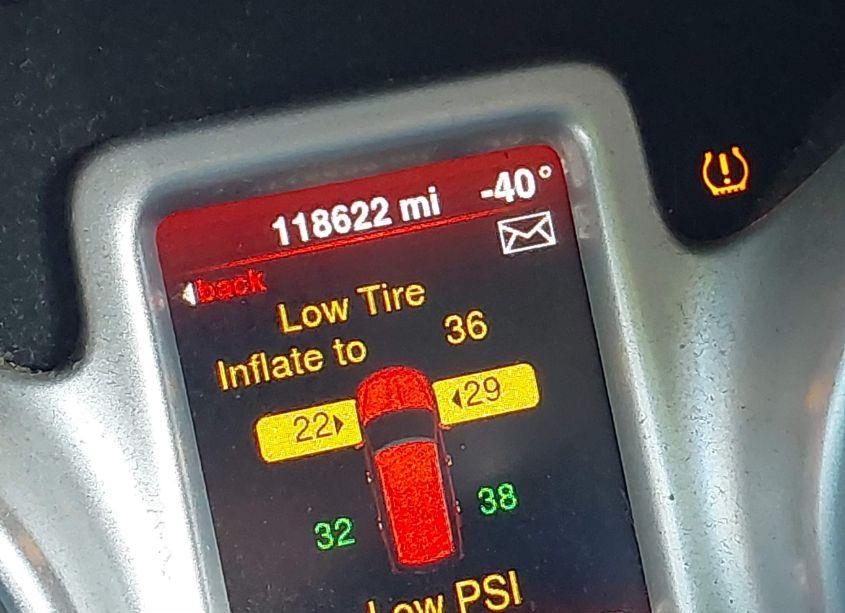 118622 mi -40°
back
Low Tire
Inflate to 36
22 29
32 38
Low PSI